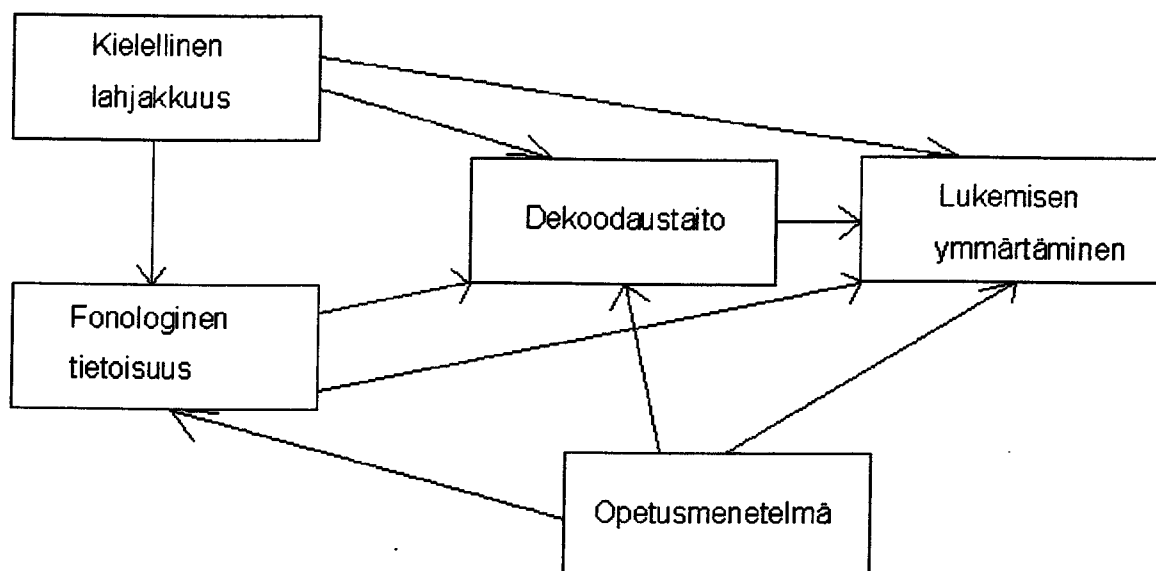 Kielellinen
lahjakkuus
Dekoodaustaito
Lukemisen
ymmärtäminen
Fonologinen
tietoisuus
Opetusmenetelmä